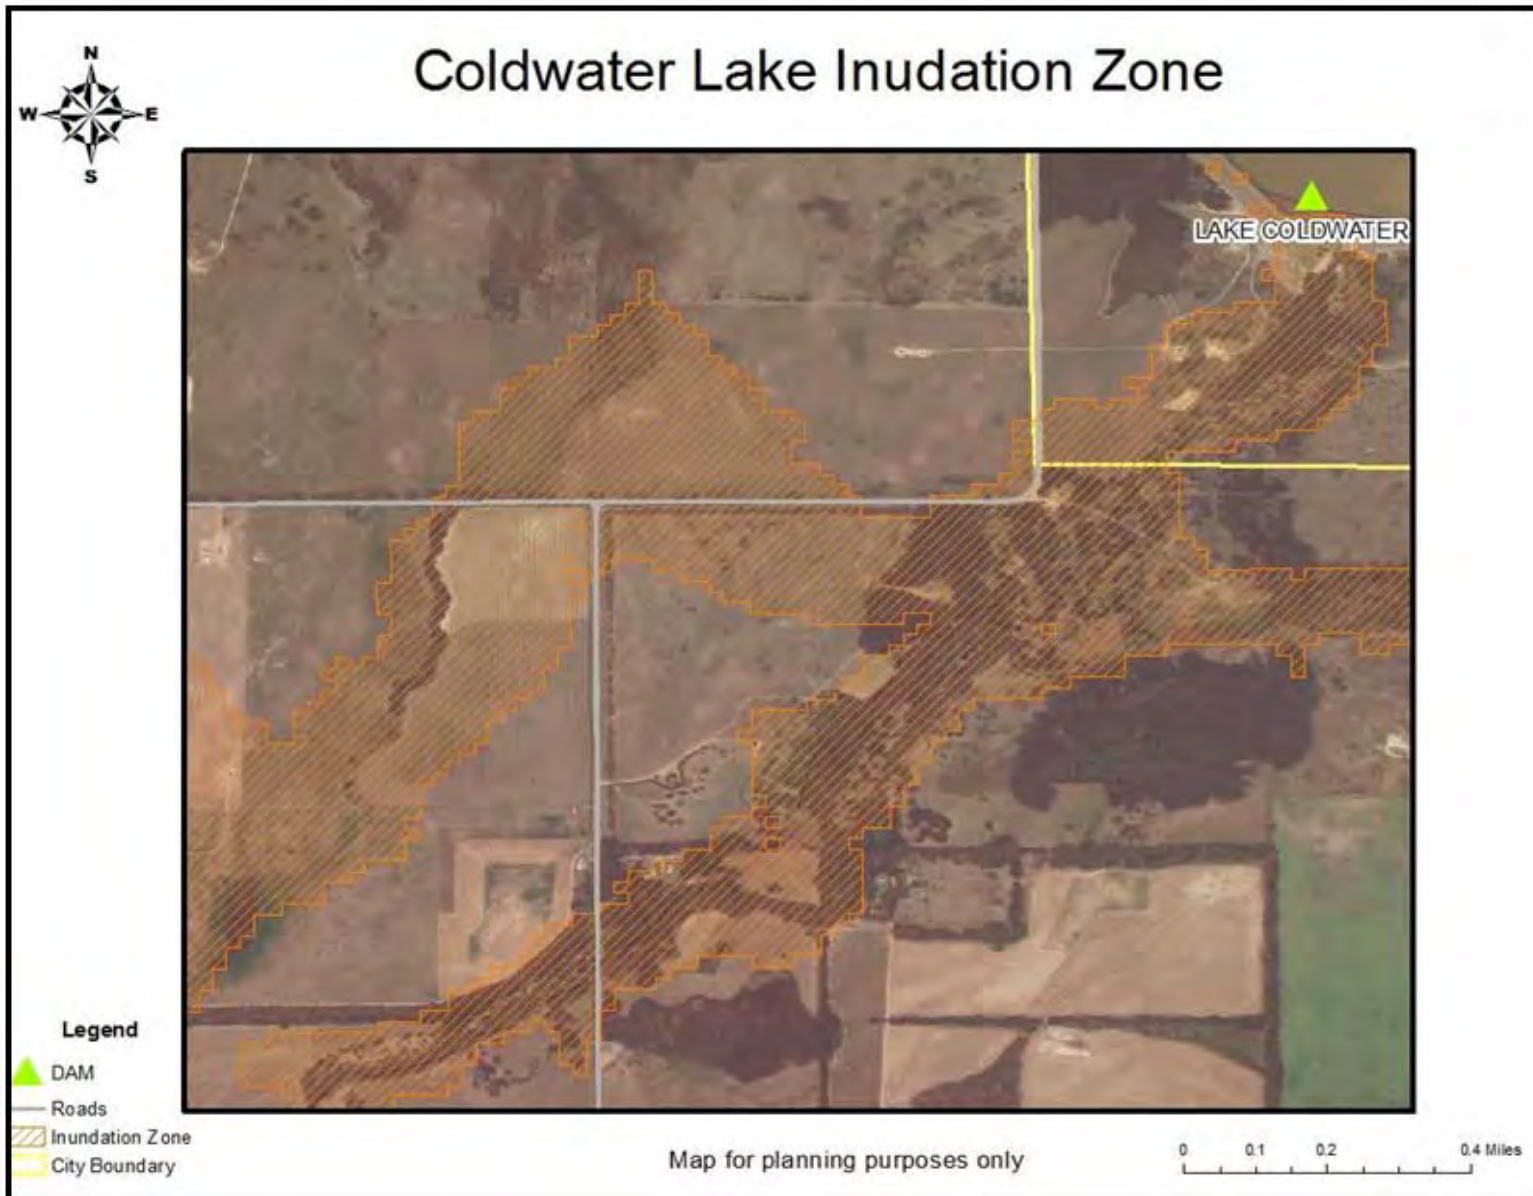 Coldwater Lake Inudation Zone
N
W
E
S
LAKE COLDWATER
Legend
DAM
Roads
Inundation Zone
City Boundary
Map for planning purposes only
0 0.1 0.2 0.4 Miles